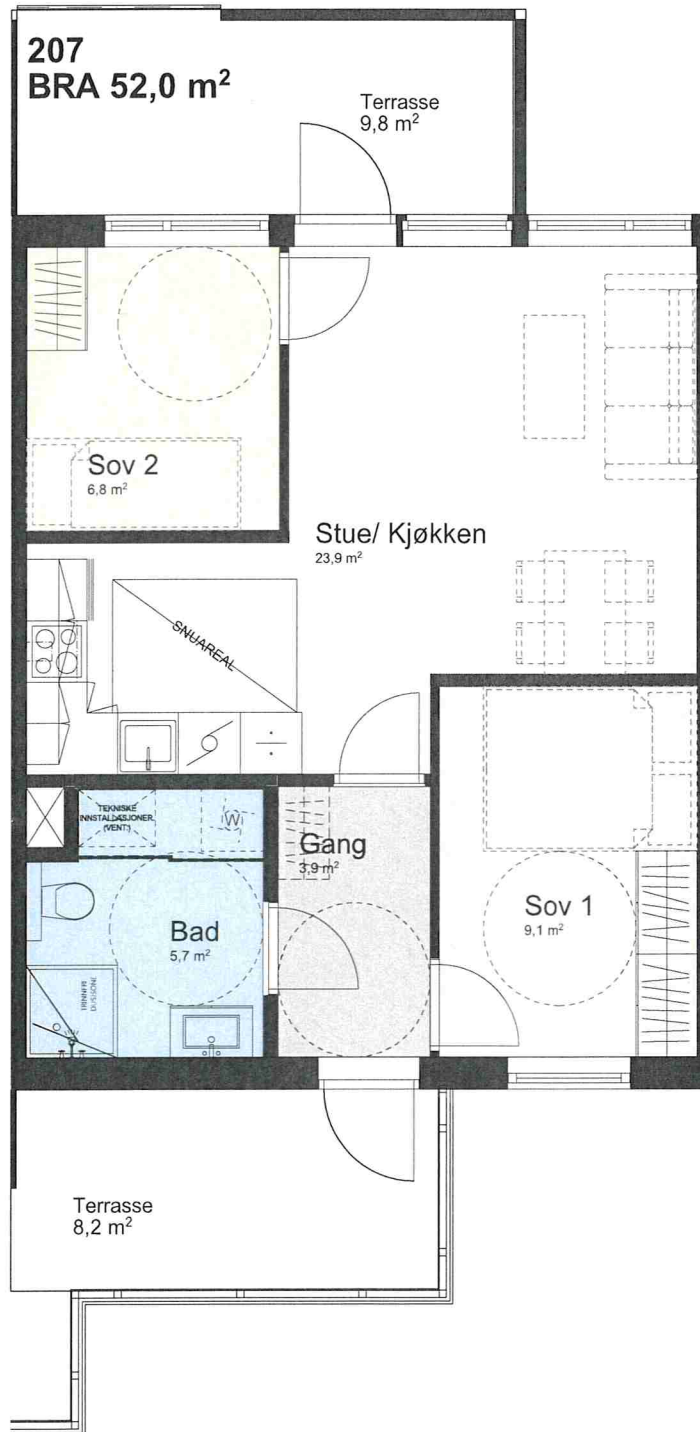 207
BRA 52,0 m²
Terrasse
9,8 m²
Sov 2
6,8 m²
Stue/ Kjøkken
23,9 m²
SNUAREAL
TEKNISKE
INNSTALLASJONER
(VENT.)
W
Gang
3,9 m²
Bad
5,7 m²
Sov 1
9,1 m²
Terrasse
8,2 m²